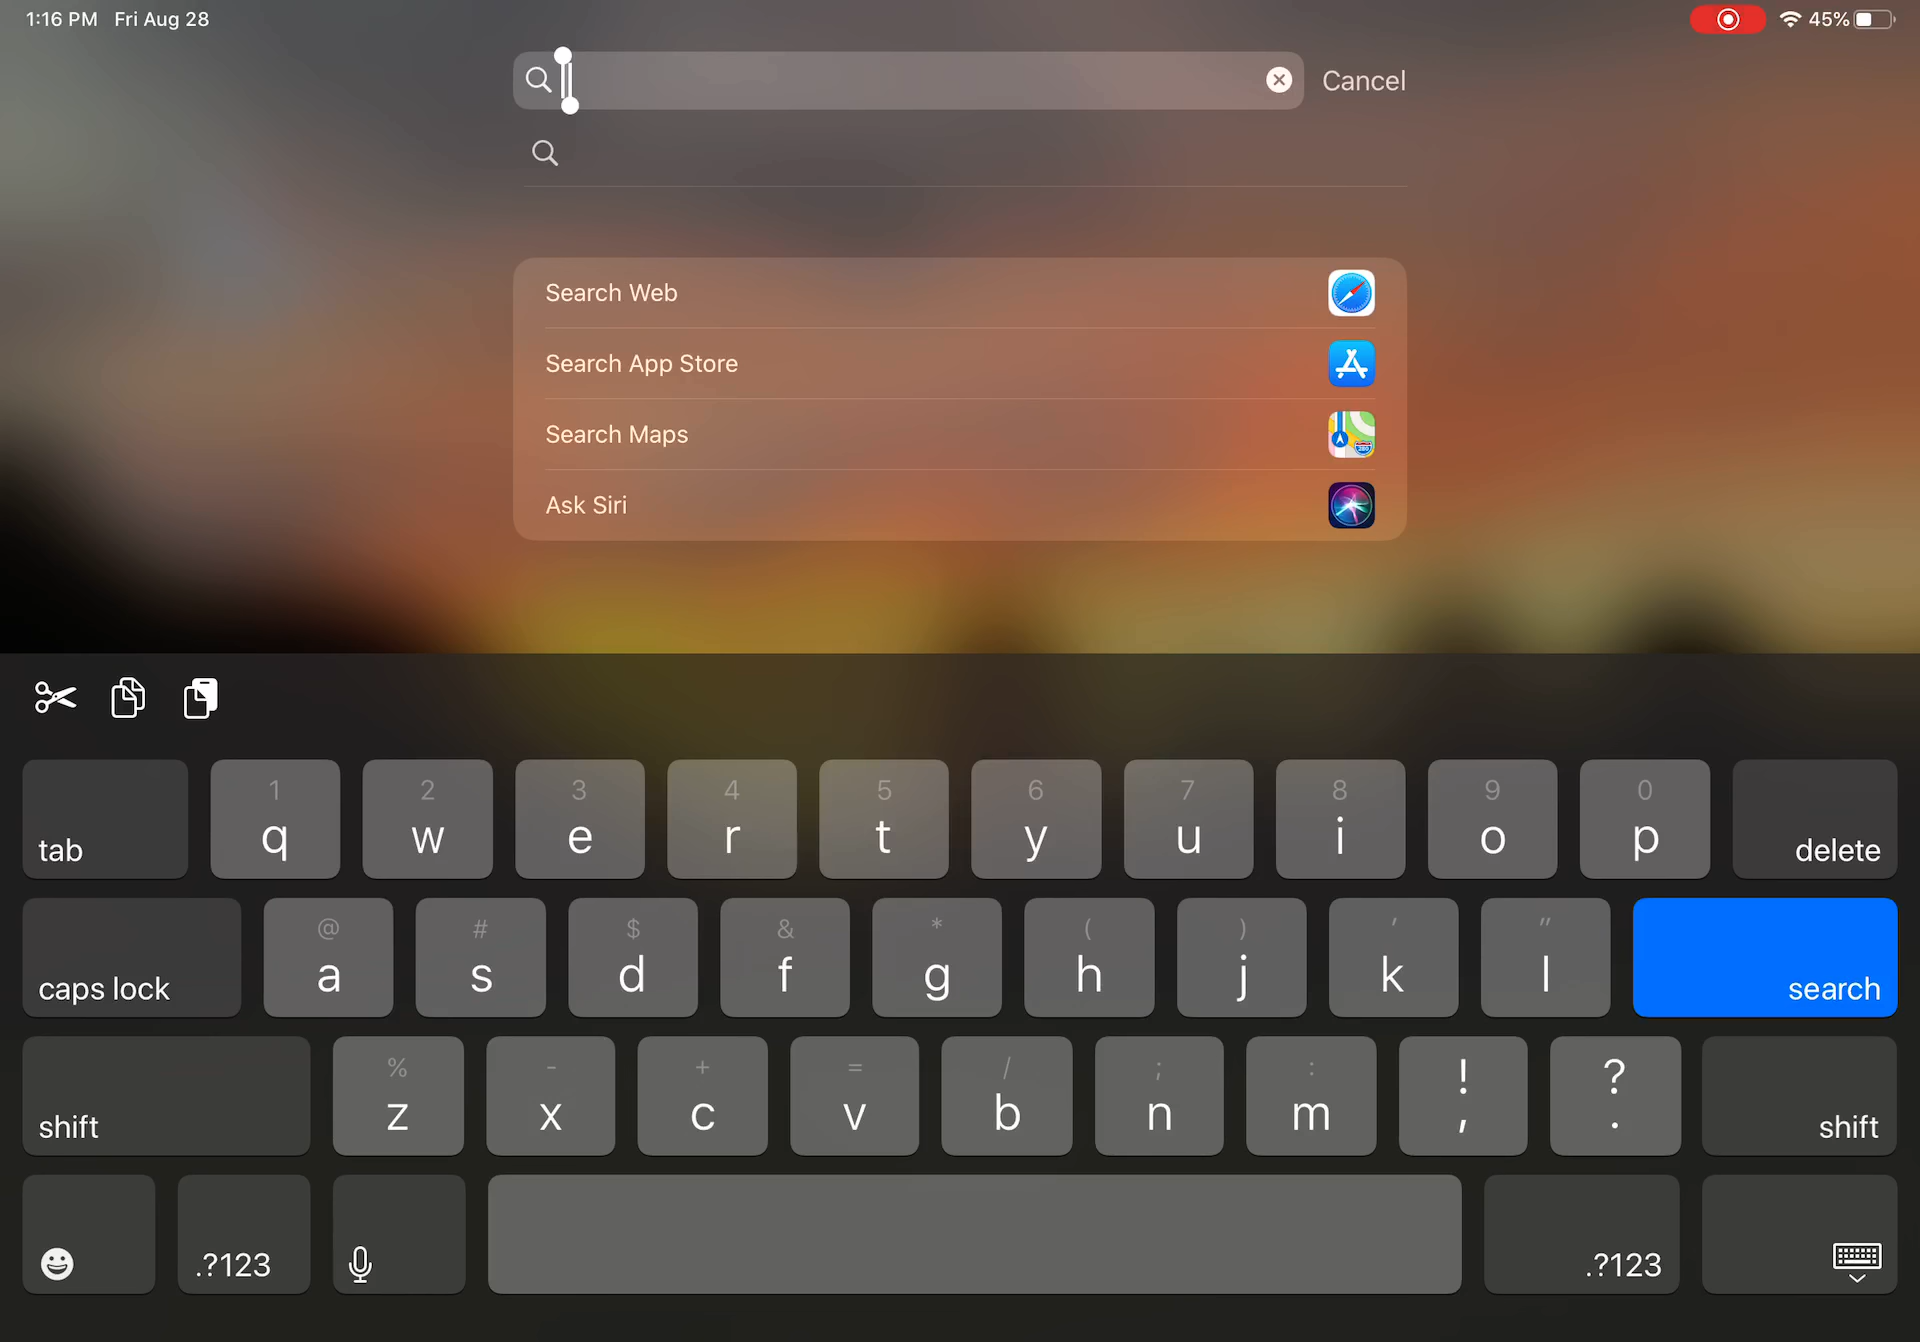 1:16 PM Fri Aug 28 45%
Cancel
Search Web
Search App Store
Search Maps
280
Ask Siri
1 2 3 4 5 6 7 8 9 0
tab q w e r t y u i o p delete
@ # $ & * ( ) ' "
caps lock a s d f g h j k l search
% - + = / ; : ! ?
shift z x c v b n m , . shift
.?123 .?123